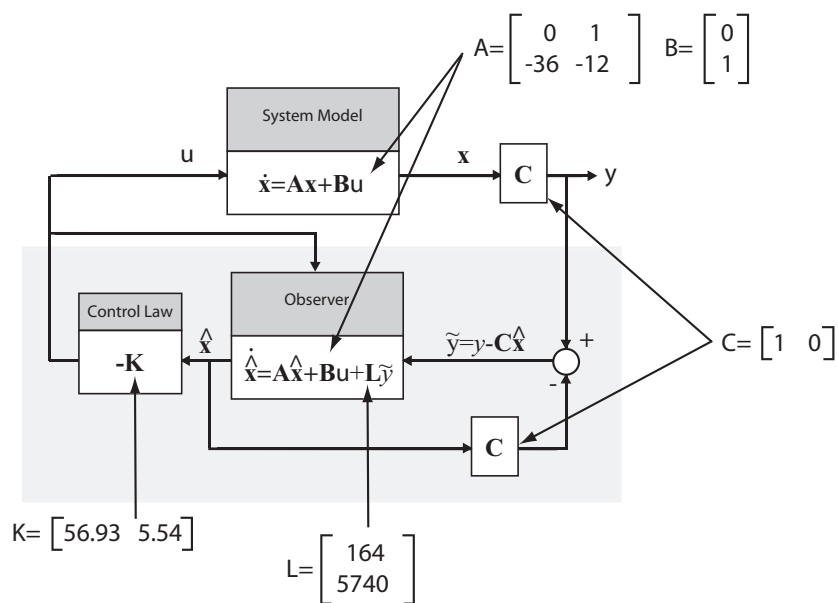 A= [ 0 1 B= [ 0
-36 -12 ] 1 ]
System Model
u
ẋ=Ax+Bu
x
C
y
Control Law
-K
x̂
Observer
x̂̇=Ax̂+Bu+Lỹ
ỹ=y-Cx̂
+
-
C= [1 0]
C
K= [56.93 5.54]
L= [ 164
5740 ]